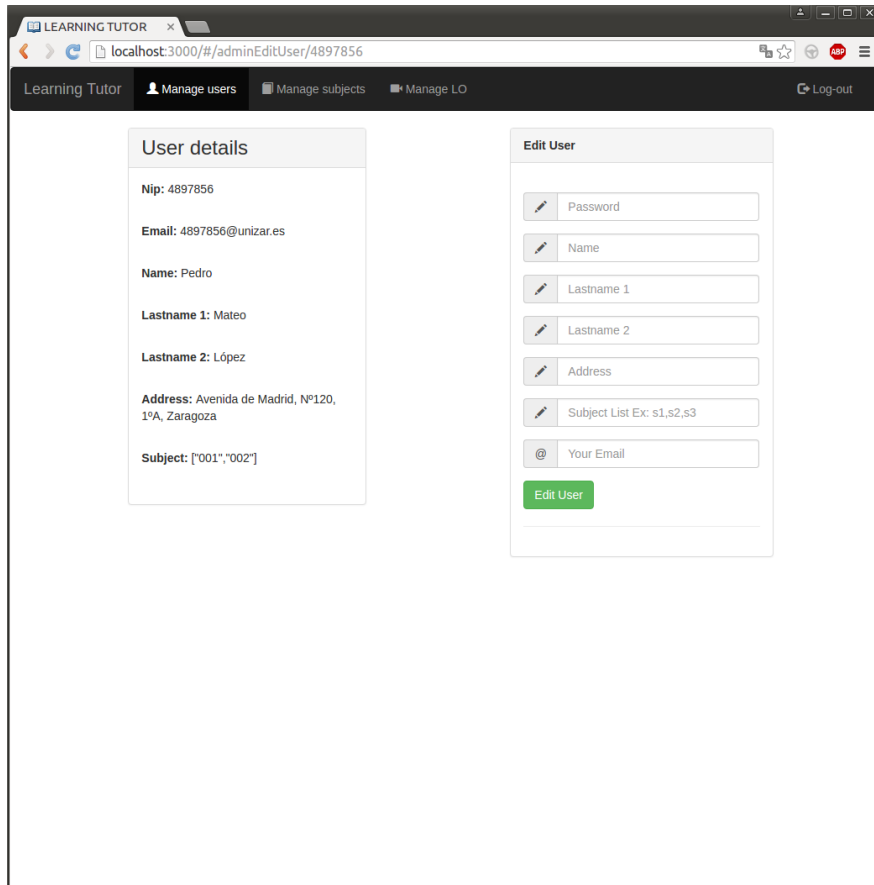 LEARNING TUTOR
localhost:3000/#/adminEditUser/4897856
ABP
Learning Tutor Manage users Manage subjects Manage LO Log-out
User details
Nip: 4897856
Email: 4897856@unizar.es
Name: Pedro
Lastname 1: Mateo
Lastname 2: López
Address: Avenida de Madrid, Nº120,
1ºA, Zaragoza
Subject: ["001","002"]
Edit User
Password
Name
Lastname 1
Lastname 2
Address
Subject List Ex: s1,s2,s3
@ Your Email
Edit User